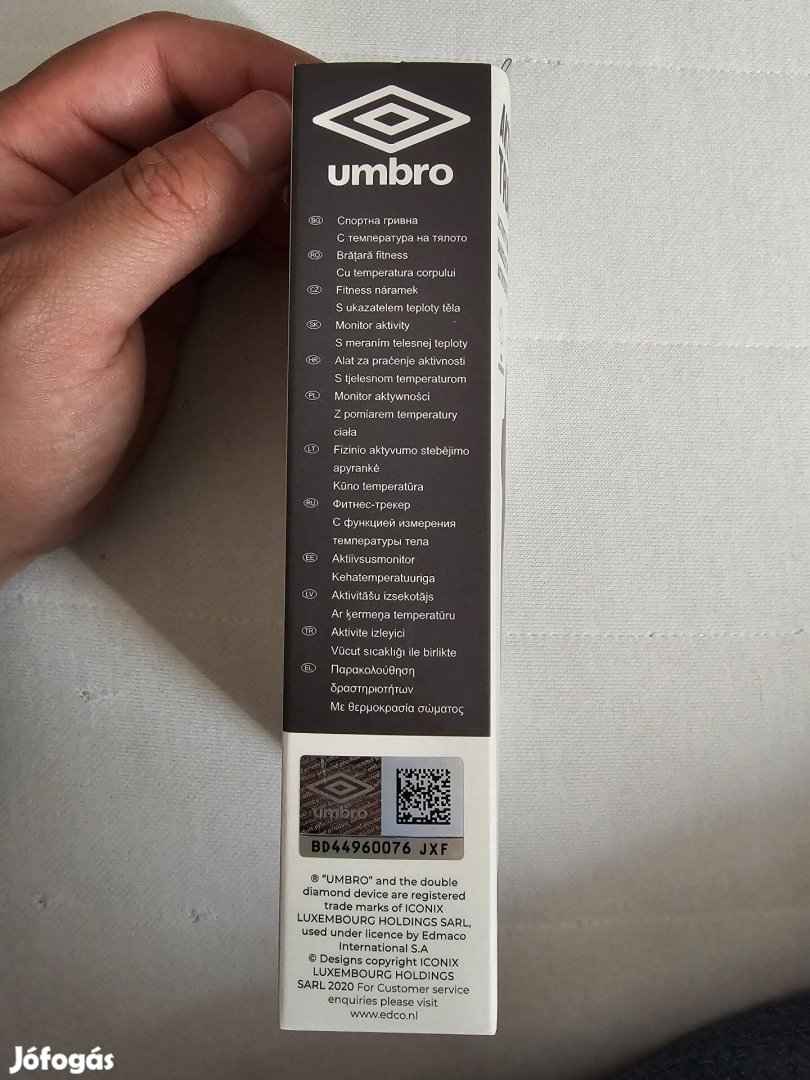 umbro
BG Спортна гривна
С температура на тялото
RO Brățară fitness
Cu temperatura corpului
CZ Fitness náramek
S ukazatelem teploty těla
SK Monitor aktivity
S meraním telesnej teploty
HR Alat za praćenje aktivnosti
S tjelesnom temperaturom
PL Monitor aktywności
Z pomiarem temperatury
ciała
LT Fizinio aktyvumo stebėjimo
apyrankė
Kūno temperatūra
RU Фитнес-трекер
С функцией измерения
температуры тела
EE Aktiivsusmonitor
Kehatemperatuuriga
LV Aktivitāšu izsekotājs
Ar ķermeņa temperatūru
TR Aktivite izleyici
Vücut sıcaklığı ile birlikte
EL Παρακολούθηση
δραστηριοτήτων
Με θερμοκρασία σώματος
umbro
BD44960076 JXF
® "UMBRO" and the double
diamond device are registered
trade marks of ICONIX
LUXEMBOURG HOLDINGS SARL,
used under licence by Edmaco
International S.A
© Designs copyright ICONIX
LUXEMBOURG HOLDINGS
SARL 2020 For Customer service
enquiries please visit
www.edco.nl
Jófogás